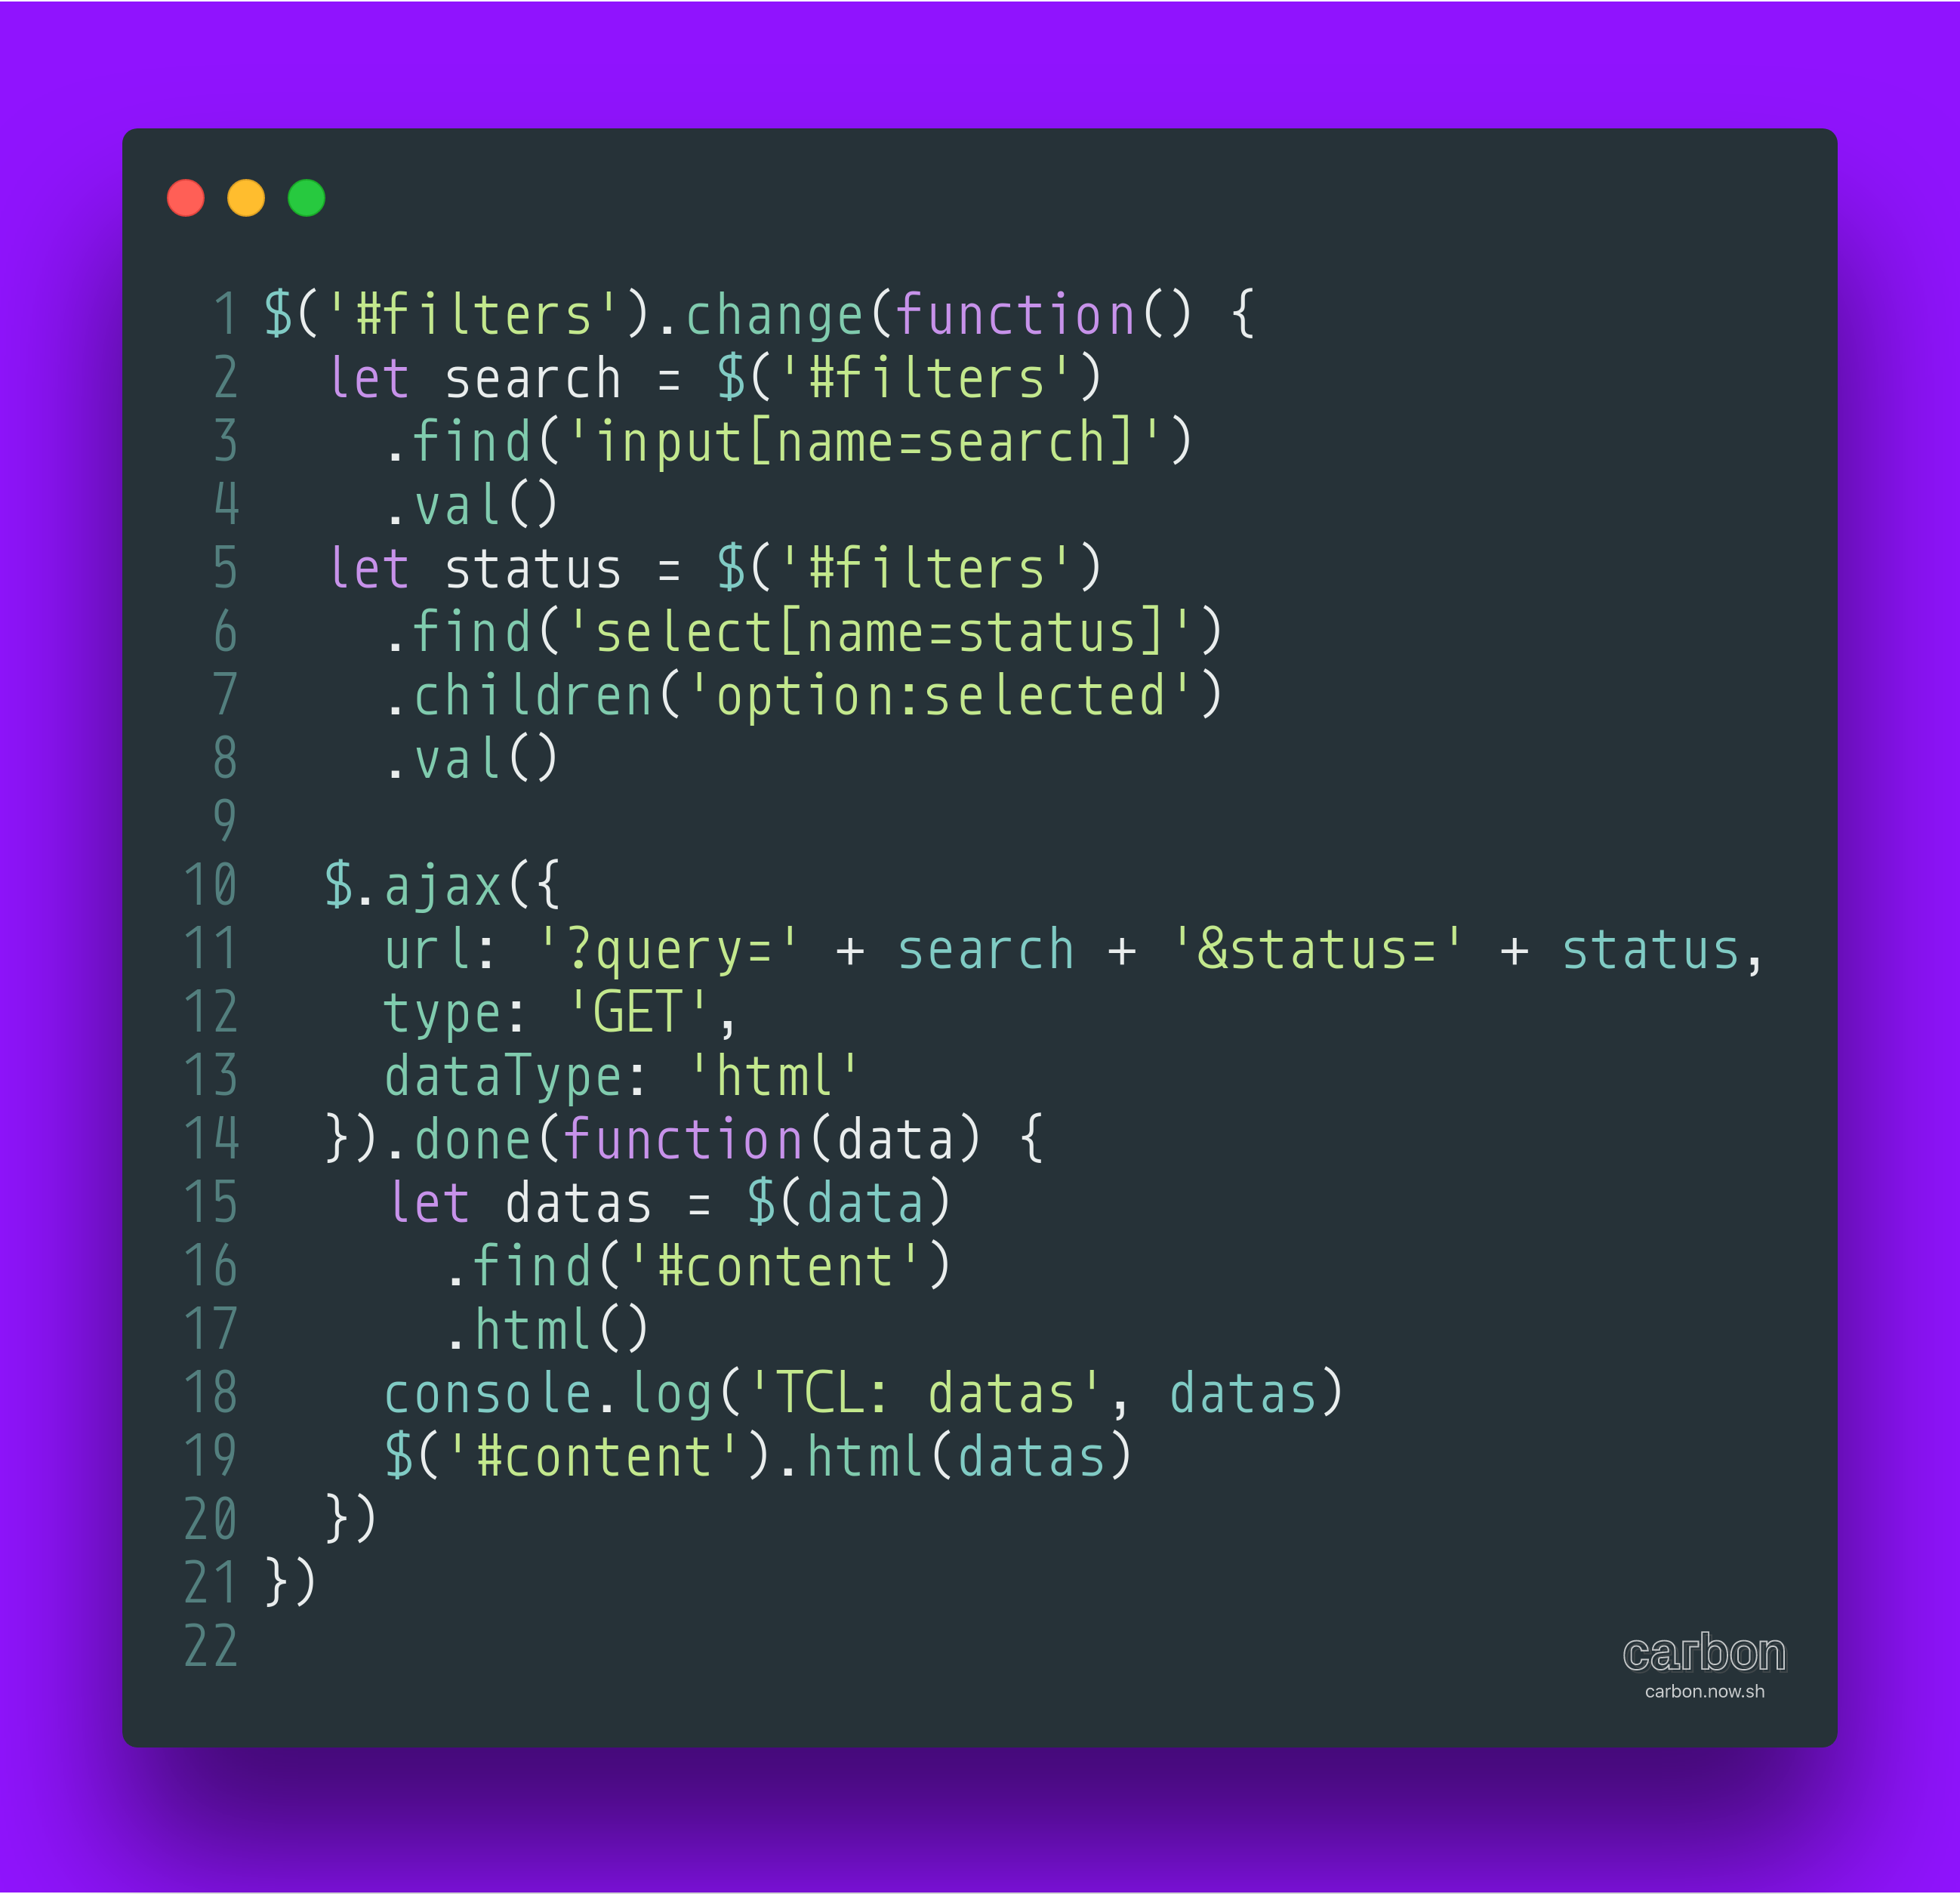 1 $('#filters').change(function() {
2   let search = $('#filters')
3     .find('input[name=search]')
4     .val()
5   let status = $('#filters')
6     .find('select[name=status]')
7     .children('option:selected')
8     .val()
9
10   $.ajax({
11     url: '?query=' + search + '&status=' + status,
12     type: 'GET',
13     dataType: 'html'
14   }).done(function(data) {
15     let datas = $(data)
16       .find('#content')
17       .html()
18     console.log('TCL: datas', datas)
19     $('#content').html(datas)
20   })
21 })
22
carbon
carbon.now.sh